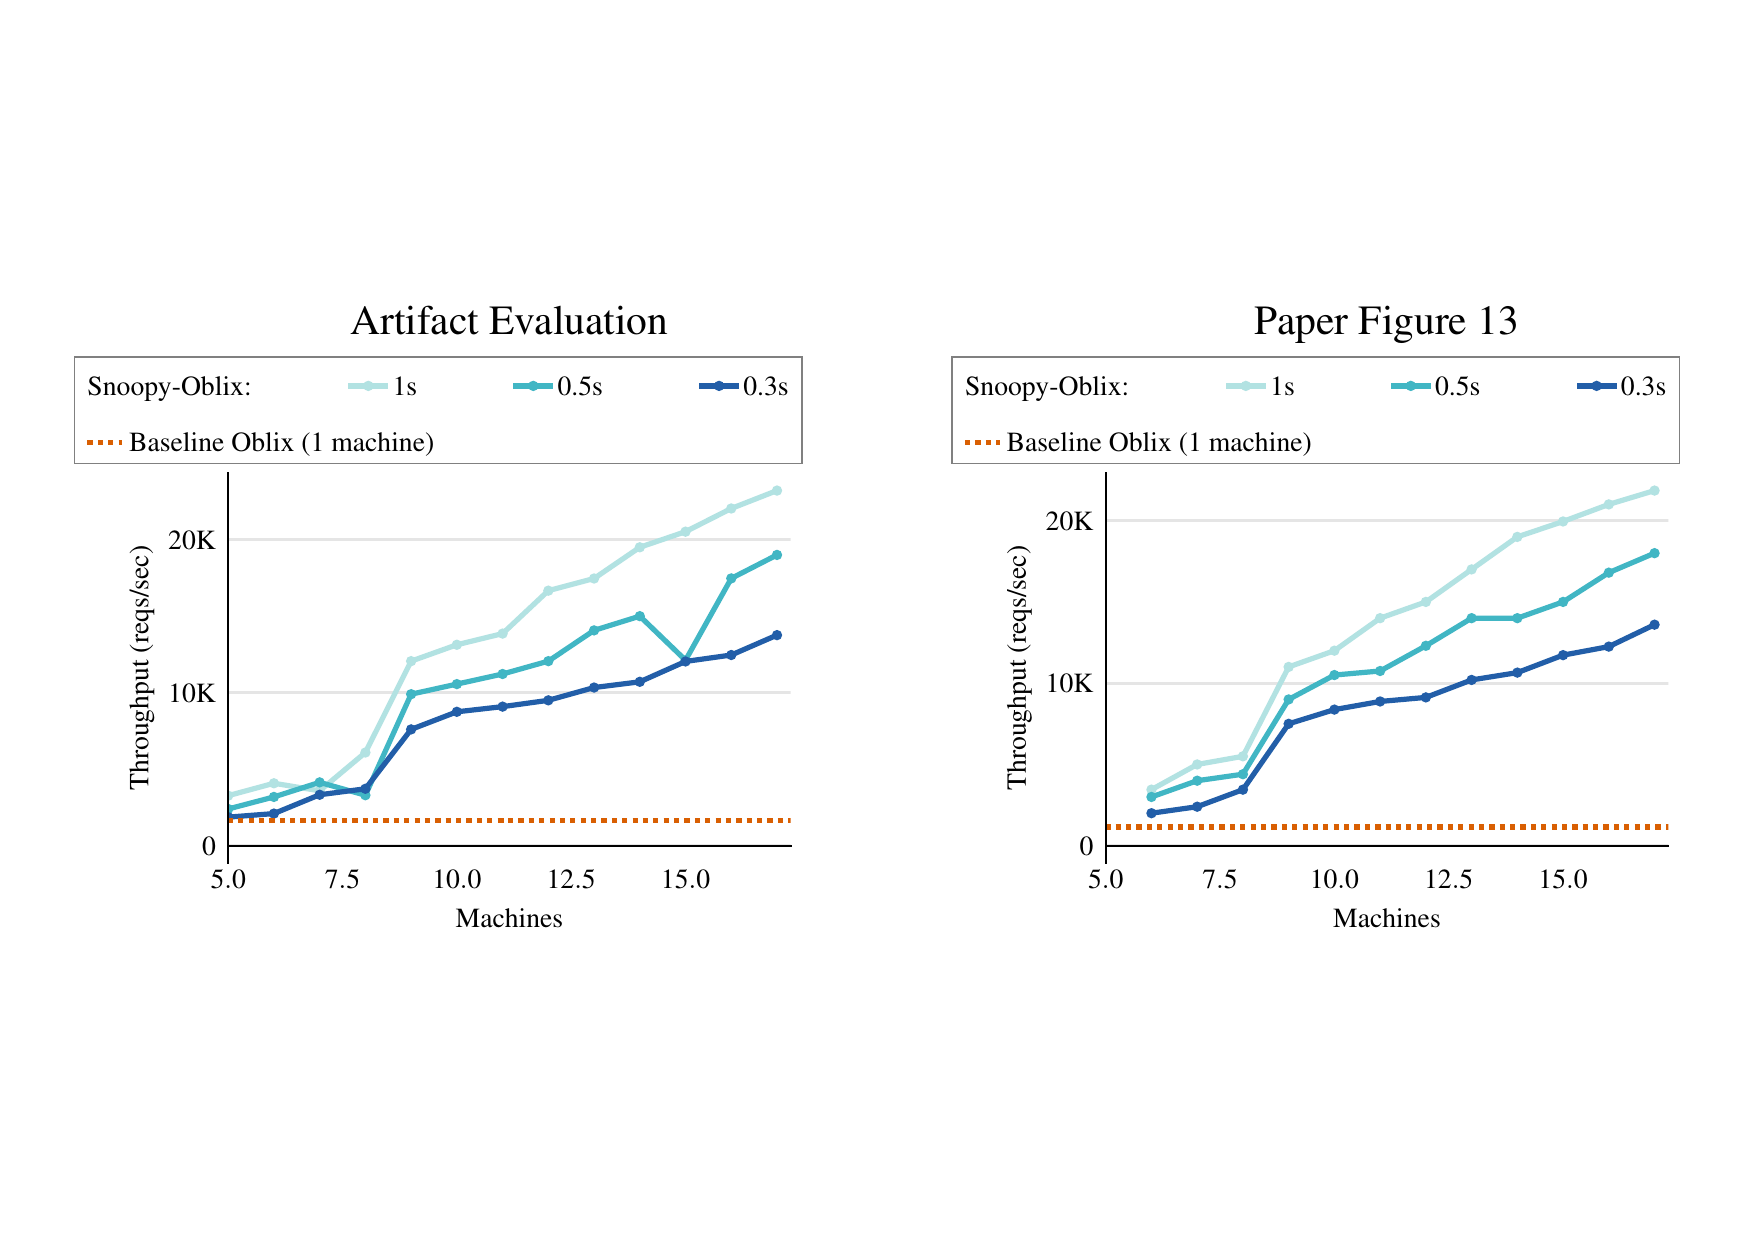 Artifact Evaluation
Snoopy-Oblix: 1s 0.5s 0.3s
Baseline Oblix (1 machine)
Throughput (reqs/sec)
20K
10K
0
5.0 7.5 10.0 12.5 15.0
Machines
Paper Figure 13
Snoopy-Oblix: 1s 0.5s 0.3s
Baseline Oblix (1 machine)
Throughput (reqs/sec)
20K
10K
0
5.0 7.5 10.0 12.5 15.0
Machines